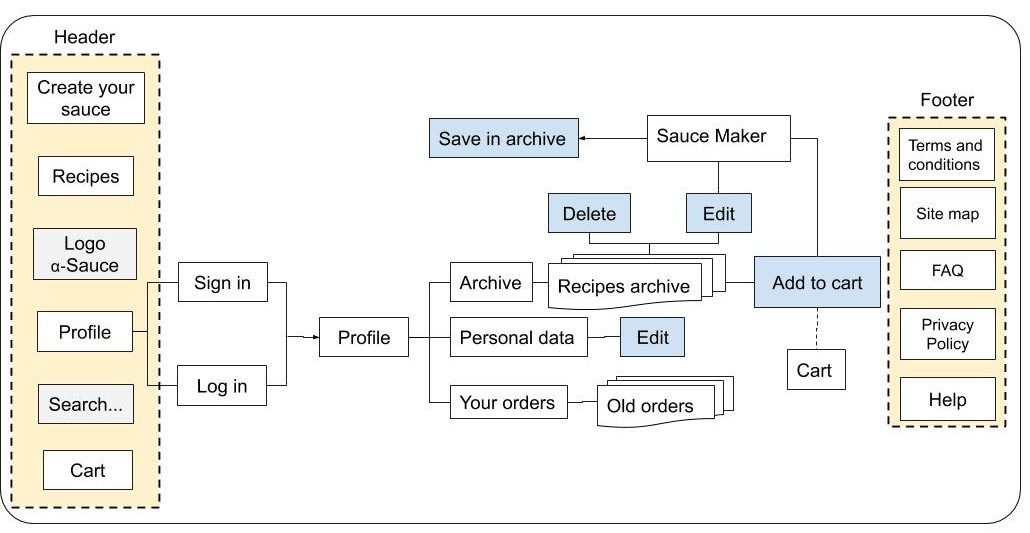 Header
Create your
sauce
Recipes
Logo
α-Sauce
Profile
Search...
Cart
Sign in
Log in
Profile
Save in archive
Sauce Maker
Delete
Edit
Archive
Recipes archive
Add to cart
Personal data
Edit
Cart
Your orders
Old orders
Footer
Terms and
conditions
Site map
FAQ
Privacy
Policy
Help